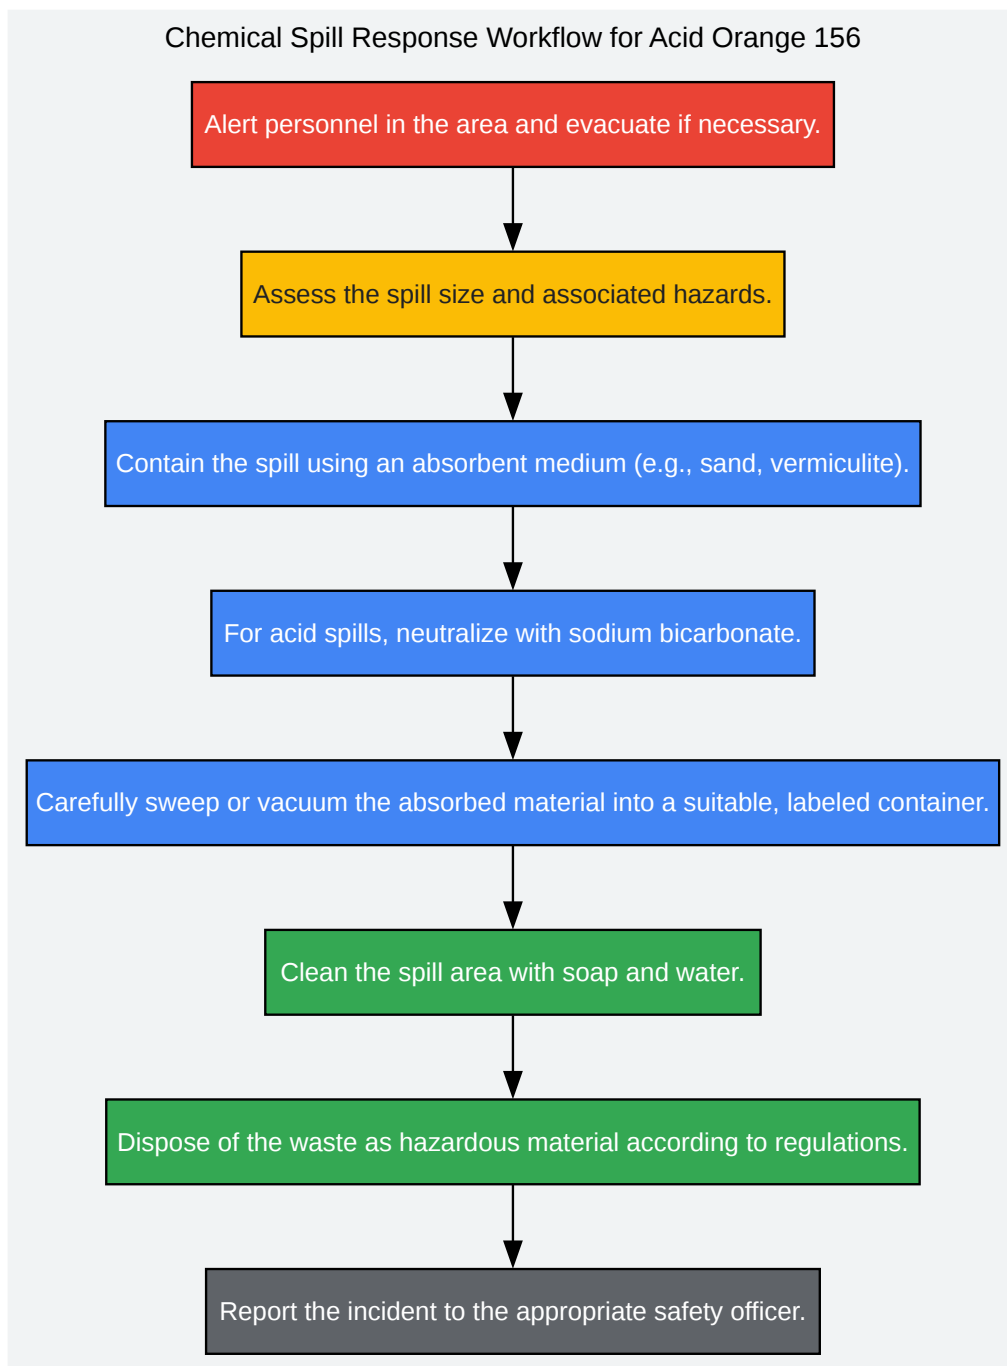 Chemical Spill Response Workflow for Acid Orange 156
Alert personnel in the area and evacuate if necessary.
Assess the spill size and associated hazards.
Contain the spill using an absorbent medium (e.g., sand, vermiculite).
For acid spills, neutralize with sodium bicarbonate.
Carefully sweep or vacuum the absorbed material into a suitable, labeled container.
Clean the spill area with soap and water.
Dispose of the waste as hazardous material according to regulations.
Report the incident to the appropriate safety officer.